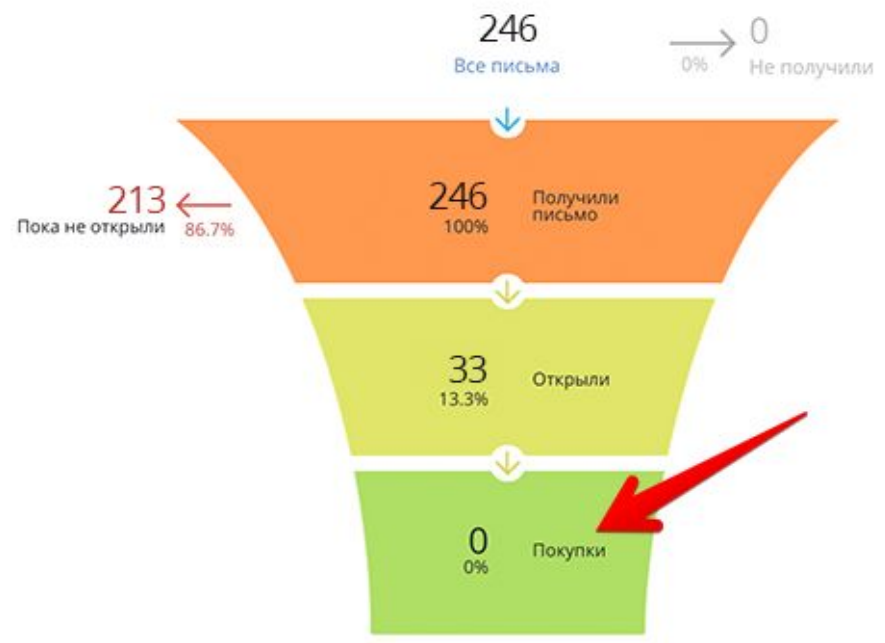 246
Все письма
0
0%
Не получили
246
100%
Получили
письмо
213
Пока не открыли
86.7%
33
13.3%
Открыли
0
0%
Покупки